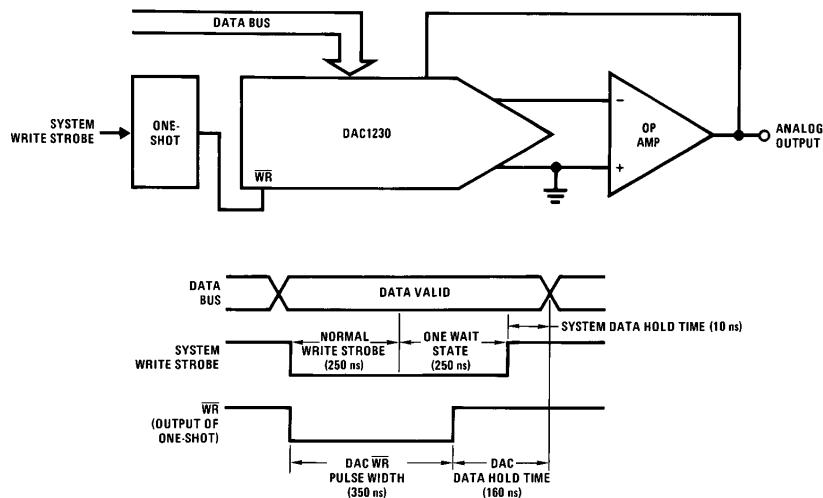 DATA BUS
SYSTEM
WRITE STROBE
ONE-
SHOT
DAC1230
WR
−
+
OP
AMP
ANALOG
OUTPUT
DATA
BUS
DATA VALID
SYSTEM DATA HOLD TIME (10 ns)
SYSTEM
WRITE STROBE
NORMAL
WRITE STROBE
(250 ns)
ONE WAIT
STATE
(250 ns)
WR
(OUTPUT OF
ONE-SHOT)
DAC WR
PULSE WIDTH
(350 ns)
DAC
DATA HOLD TIME
(160 ns)